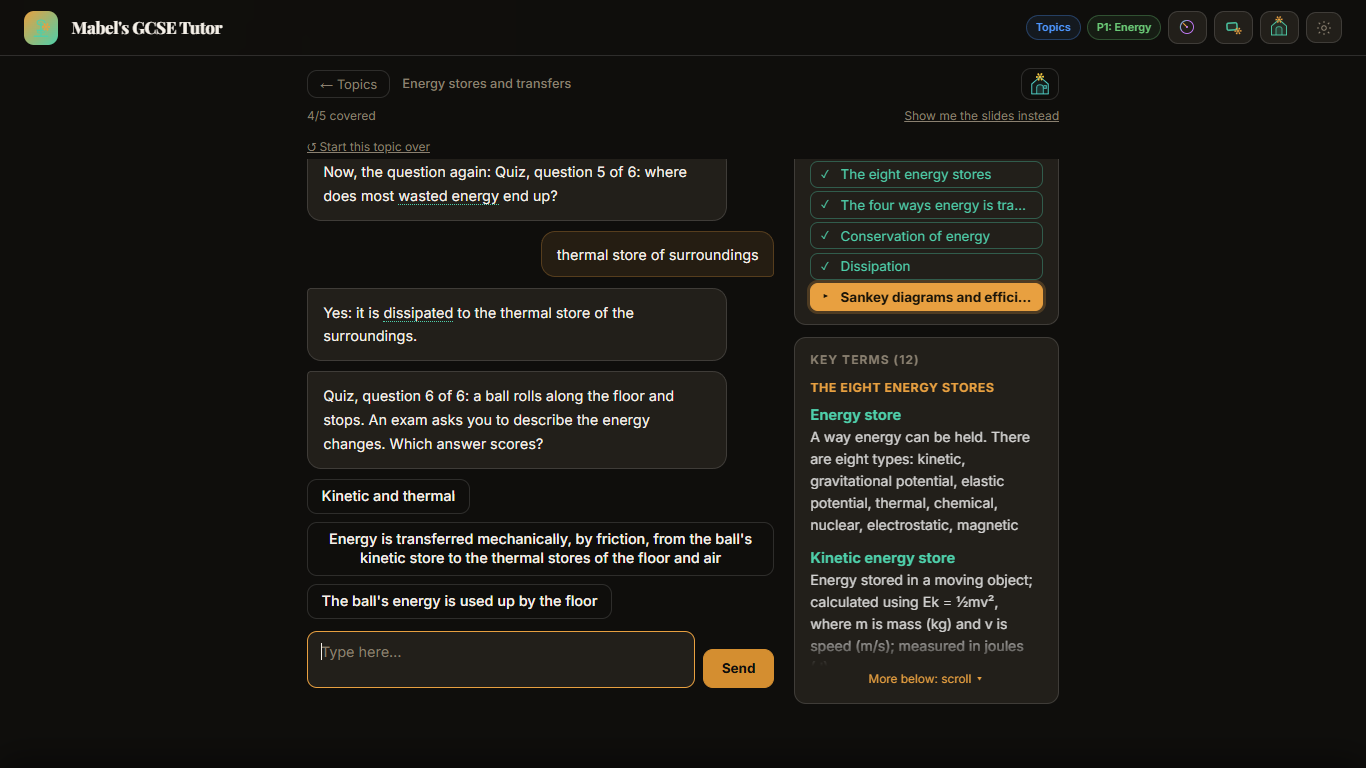 Mabel's GCSE Tutor
Topics
P1: Energy
← Topics
Energy stores and transfers
4/5 covered
Show me the slides instead
↺ Start this topic over
Now, the question again: Quiz, question 5 of 6: where
does most wasted energy end up?
thermal store of surroundings
Yes: it is dissipated to the thermal store of the
surroundings.
Quiz, question 6 of 6: a ball rolls along the floor and
stops. An exam asks you to describe the energy
changes. Which answer scores?
Kinetic and thermal
Energy is transferred mechanically, by friction, from the ball's
kinetic store to the thermal stores of the floor and air
The ball's energy is used up by the floor
Type here...
Send
✓ The eight energy stores
✓ The four ways energy is tra...
✓ Conservation of energy
✓ Dissipation
‣ Sankey diagrams and effici...
KEY TERMS (12)
THE EIGHT ENERGY STORES
Energy store
A way energy can be held. There
are eight types: kinetic,
gravitational potential, elastic
potential, thermal, chemical,
nuclear, electrostatic, magnetic
Kinetic energy store
Energy stored in a moving object;
calculated using Ek = ½mv²,
where m is mass (kg) and v is
speed (m/s); measured in joules
More below: scroll ▾